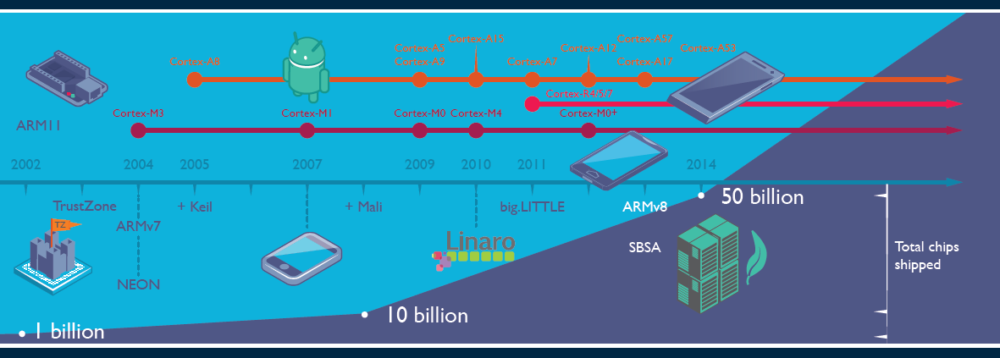 Cortex-A15
Cortex-A57
Cortex-A5
Cortex-A12
Cortex-A53
Cortex-A8
Cortex-A9
Cortex-A7
Cortex-A17
Cortex-R4/5/7
Cortex-M3
Cortex-M1
Cortex-M0
Cortex-M4
Cortex-M0+
ARM11
2002
2004
2005
2007
2009
2010
2011
2014
TrustZone
+ Keil
+ Mali
big.LITTLE
ARMv8
50 billion
TZ
ARMv7
Linaro
SBSA
Total chips
shipped
NEON
10 billion
1 billion